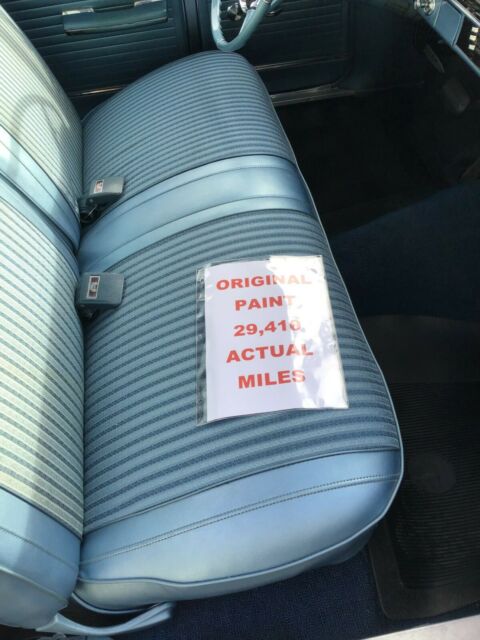 ORIGINAL
PAINT
29,410
ACTUAL
MILES